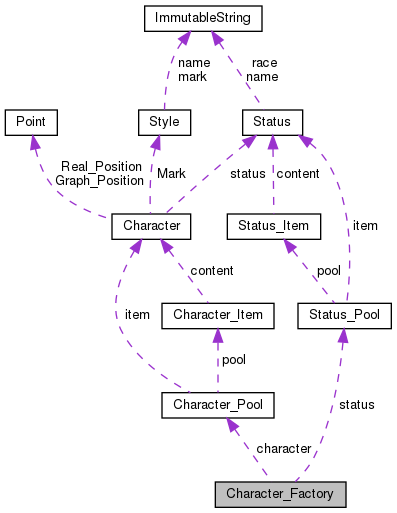 ImmutableString
name
mark
race
name
Point
Style
Status
Real_Position
Graph_Position
Mark
status
content
Character
Status_Item
item
content
pool
item
Character_Item
Status_Pool
pool
Character_Pool
status
character
Character_Factory